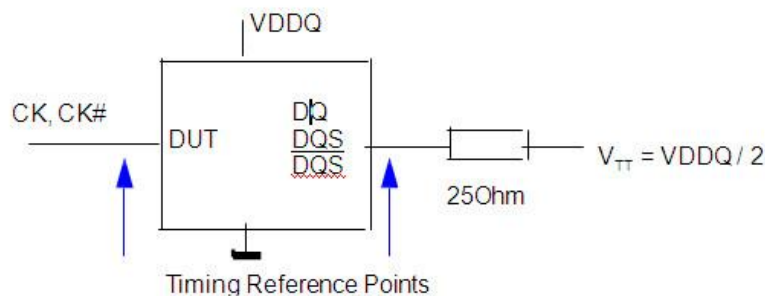 VDDQ
CK, CK#
DUT
DQ
DQS
DQS
25Ohm
VTT = VDDQ / 2
Timing Reference Points